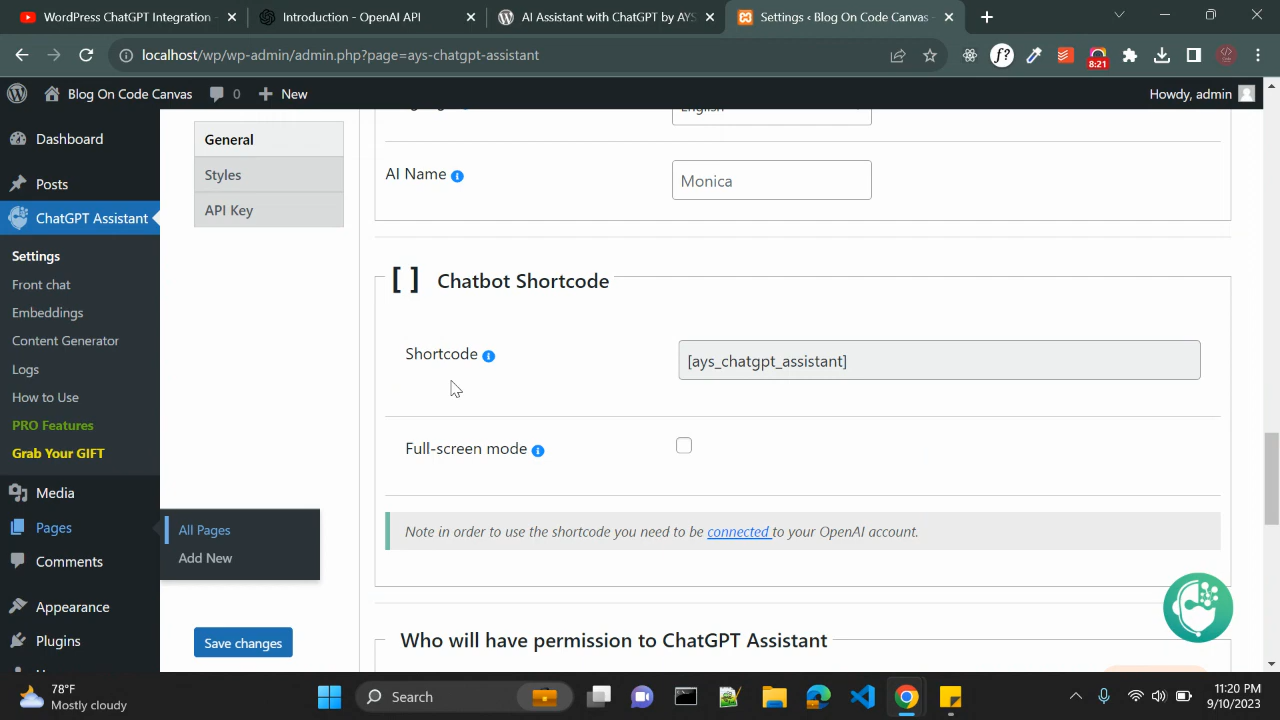 WordPress ChatGPT Integration
Introduction - OpenAI API
AI Assistant with ChatGPT by AYS
Settings ‹ Blog On Code Canvas
localhost/wp/wp-admin/admin.php?page=ays-chatgpt-assistant
f?
8:21
Blog On Code Canvas
0
New
Howdy, admin
Dashboard
Posts
ChatGPT Assistant
Settings
Front chat
Embeddings
Content Generator
Logs
How to Use
PRO Features
Grab Your GIFT
Media
Pages
Comments
Appearance
Plugins
All Pages
Add New
General
Styles
API Key
Save changes
English
AI Name
Monica
[ ] Chatbot Shortcode
Shortcode
[ays_chatgpt_assistant]
Full-screen mode
Note in order to use the shortcode you need to be connected to your OpenAI account.
Who will have permission to ChatGPT Assistant
78°F
Mostly cloudy
Search
11:20 PM
9/10/2023